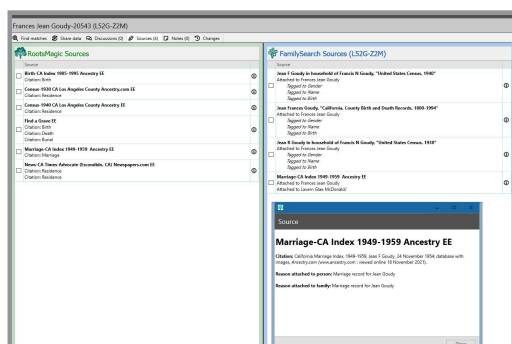 Frances Jean Goudy-20543 (LS2G-Z2M)
Find matches Share data Discussions (0) Sources (4) Notes (0) Changes
RootsMagic Sources
Source
Birth-CA Index 1905-1995 Ancestry EE
Citation: Birth
Census-1930 CA Los Angeles County Ancestry.com EE
Citation: Residence
Census-1940 CA Los Angeles County Ancestry EE
Citation: Residence
Find a Grave EE
Citation: Birth
Citation: Death
Citation: Burial
Marriage-CA Index 1949-1959 Ancestry EE
Citation: Marriage
News-CA Times-Advocate (Escondido, CA) Newspapers.com EE
Citation: Residence
Citation: Residence
FamilySearch Sources (LS2G-Z2M)
Source
Jean F Goudy in household of Francis N Goudy, "United States Census, 1940"
Attached to Frances Jean Goudy
Tagged to Gender
Tagged to Name
Tagged to Birth
Jean Frances Goudy, "California, County Birth and Death Records, 1800-1994"
Attached to Frances Jean Goudy
Tagged to Gender
Tagged to Name
Tagged to Birth
Jean R Goudy in household of Francis N Goudy, "United States Census, 1930"
Attached to Frances Jean Goudy
Tagged to Gender
Tagged to Name
Tagged to Birth
Marriage-CA Index 1949-1959 Ancestry EE
Attached to Frances Jean Goudy
Attached to Lavern Glae McDonald/
Source
Marriage-CA Index 1949-1959 Ancestry EE
Citation: California Marriage Index, 1949-1959, Jean F Goudy, 24 November 1954; database with
images, Ancestry.com (www.ancestry.com : viewed online 18 November 2021).
Reason attached to person: Marriage record for Jean Goudy
Reason attached to family: Marriage record for Jean Goudy